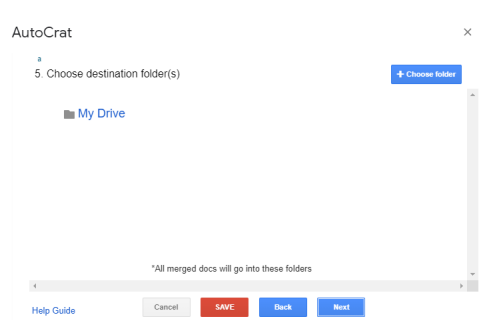 AutoCrat
a
5. Choose destination folder(s)
+ Choose folder
My Drive
*All merged docs will go into these folders
Help Guide
Cancel
SAVE
Back
Next